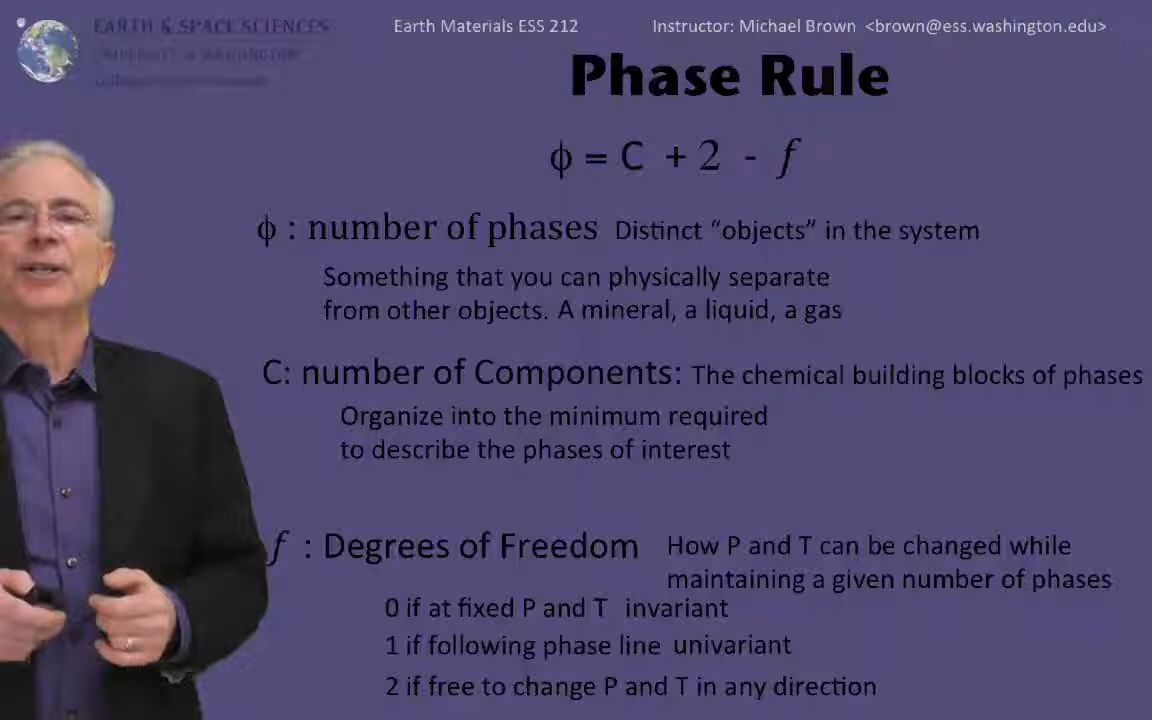 EARTH & SPACE SCIENCES
Earth Materials ESS 212
Instructor: Michael Brown <brown@ess.washington.edu>
UNIVERSITY of WASHINGTON
Phase Rule
ϕ = C + 2 - f
ϕ : number of phases Distinct “objects” in the system
Something that you can physically separate
from other objects. A mineral, a liquid, a gas
C: number of Components: The chemical building blocks of phases
Organize into the minimum required
to describe the phases of interest
f : Degrees of Freedom How P and T can be changed while
maintaining a given number of phases
0 if at fixed P and T invariant
1 if following phase line univariant
2 if free to change P and T in any direction